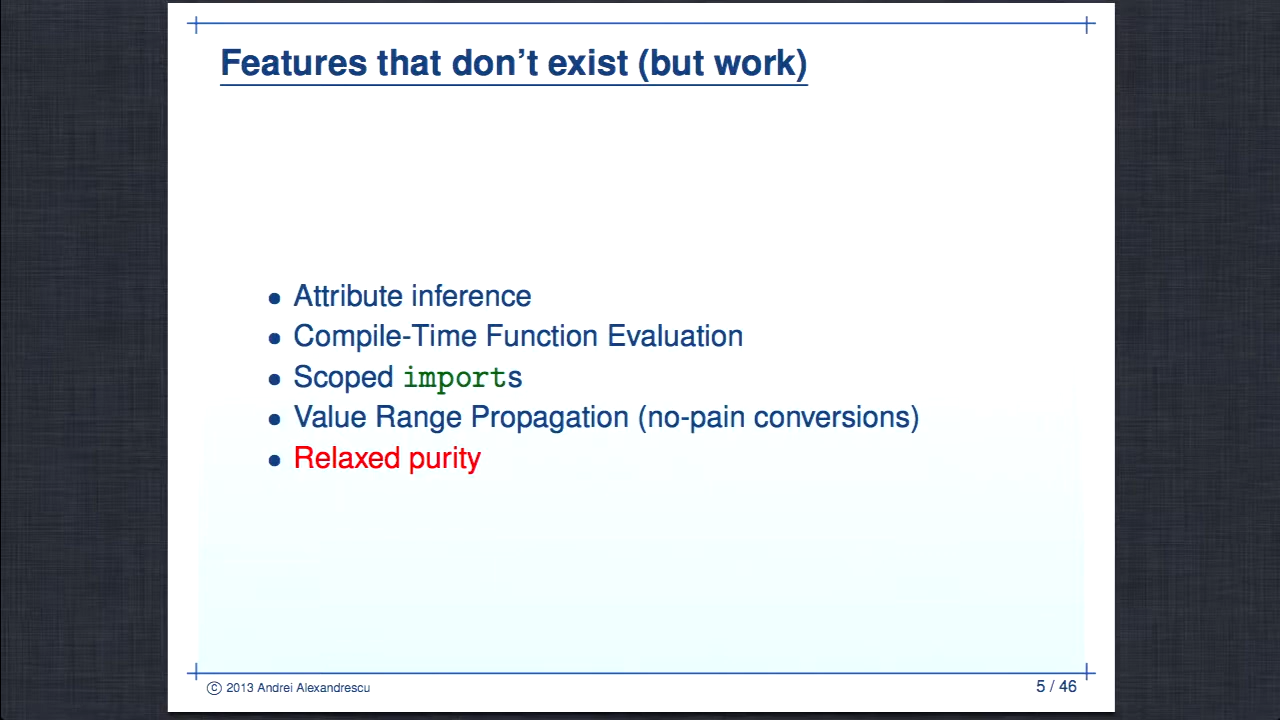 Features that don't exist (but work)
● Attribute inference
● Compile-Time Function Evaluation
● Scoped imports
● Value Range Propagation (no-pain conversions)
● Relaxed purity
© 2013 Andrei Alexandrescu
5 / 46